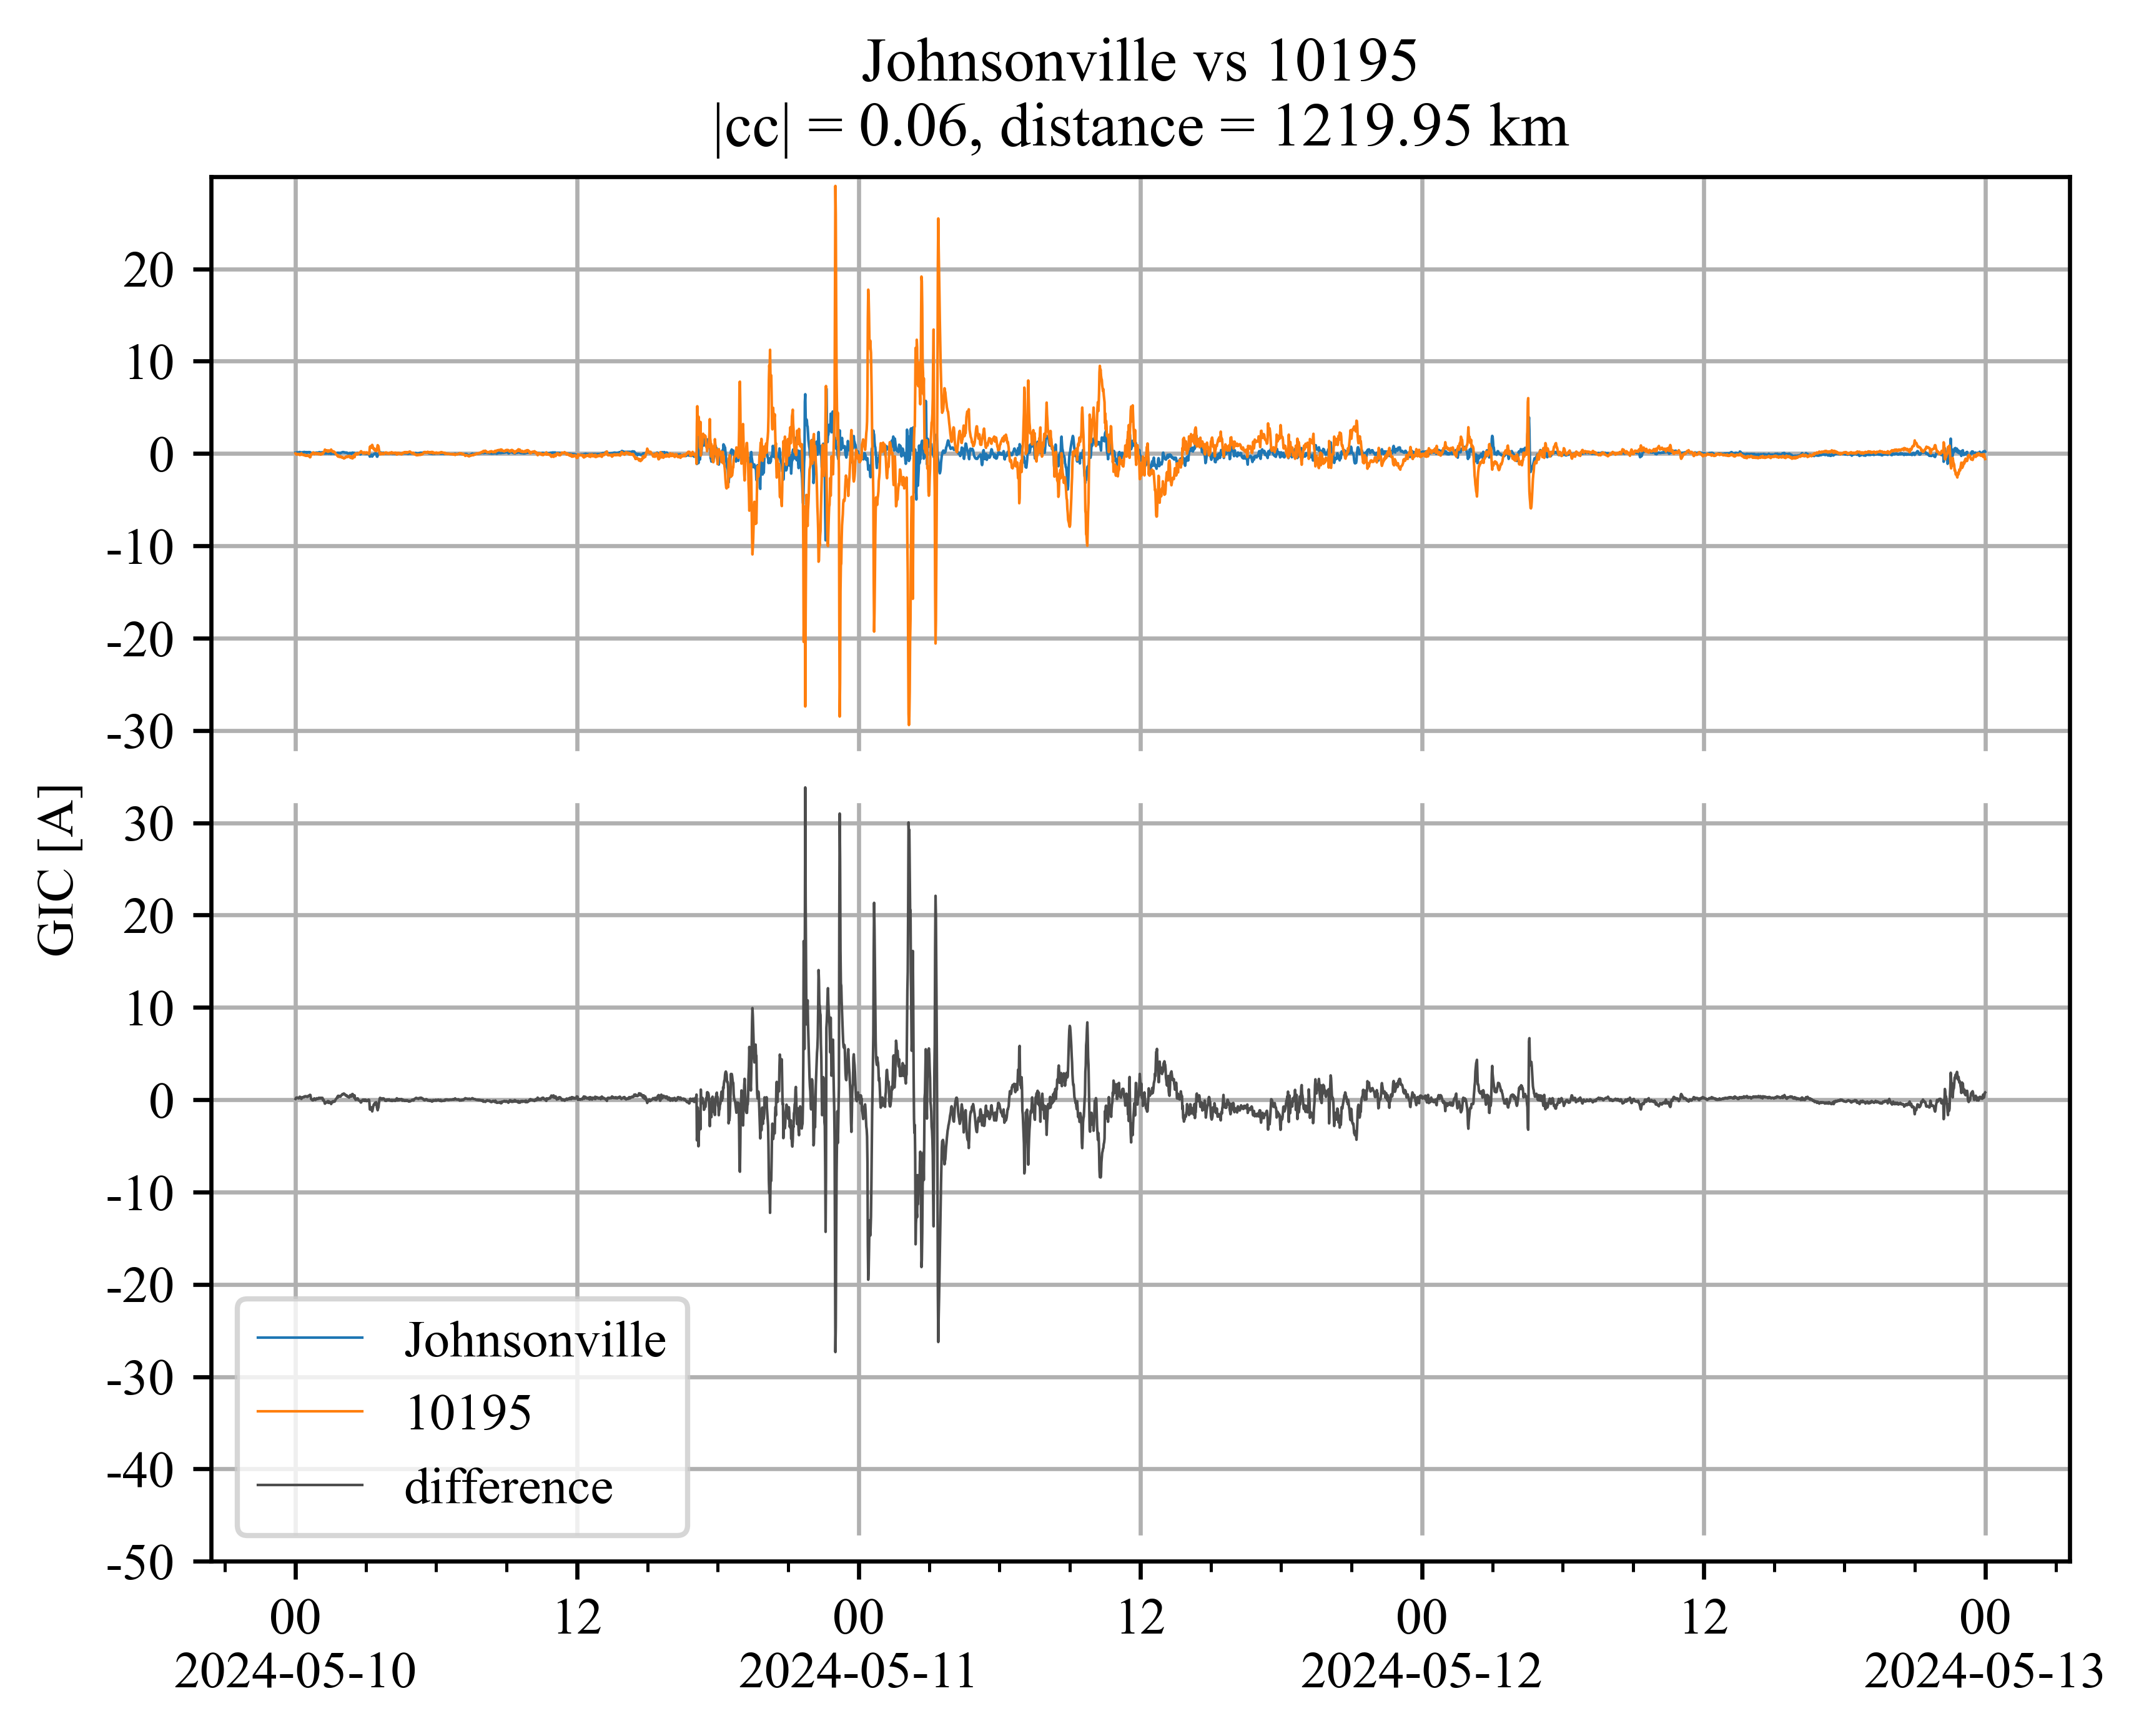 Johnsonville vs 10195
|cc| = 0.06, distance = 1219.95 km
GIC [A]
20
10
0
-10
-20
-30
30
20
10
0
-10
-20
-30
-40
-50
Johnsonville
10195
difference
00 12 00 12 00 12 00
2024-05-10 2024-05-11 2024-05-12 2024-05-13